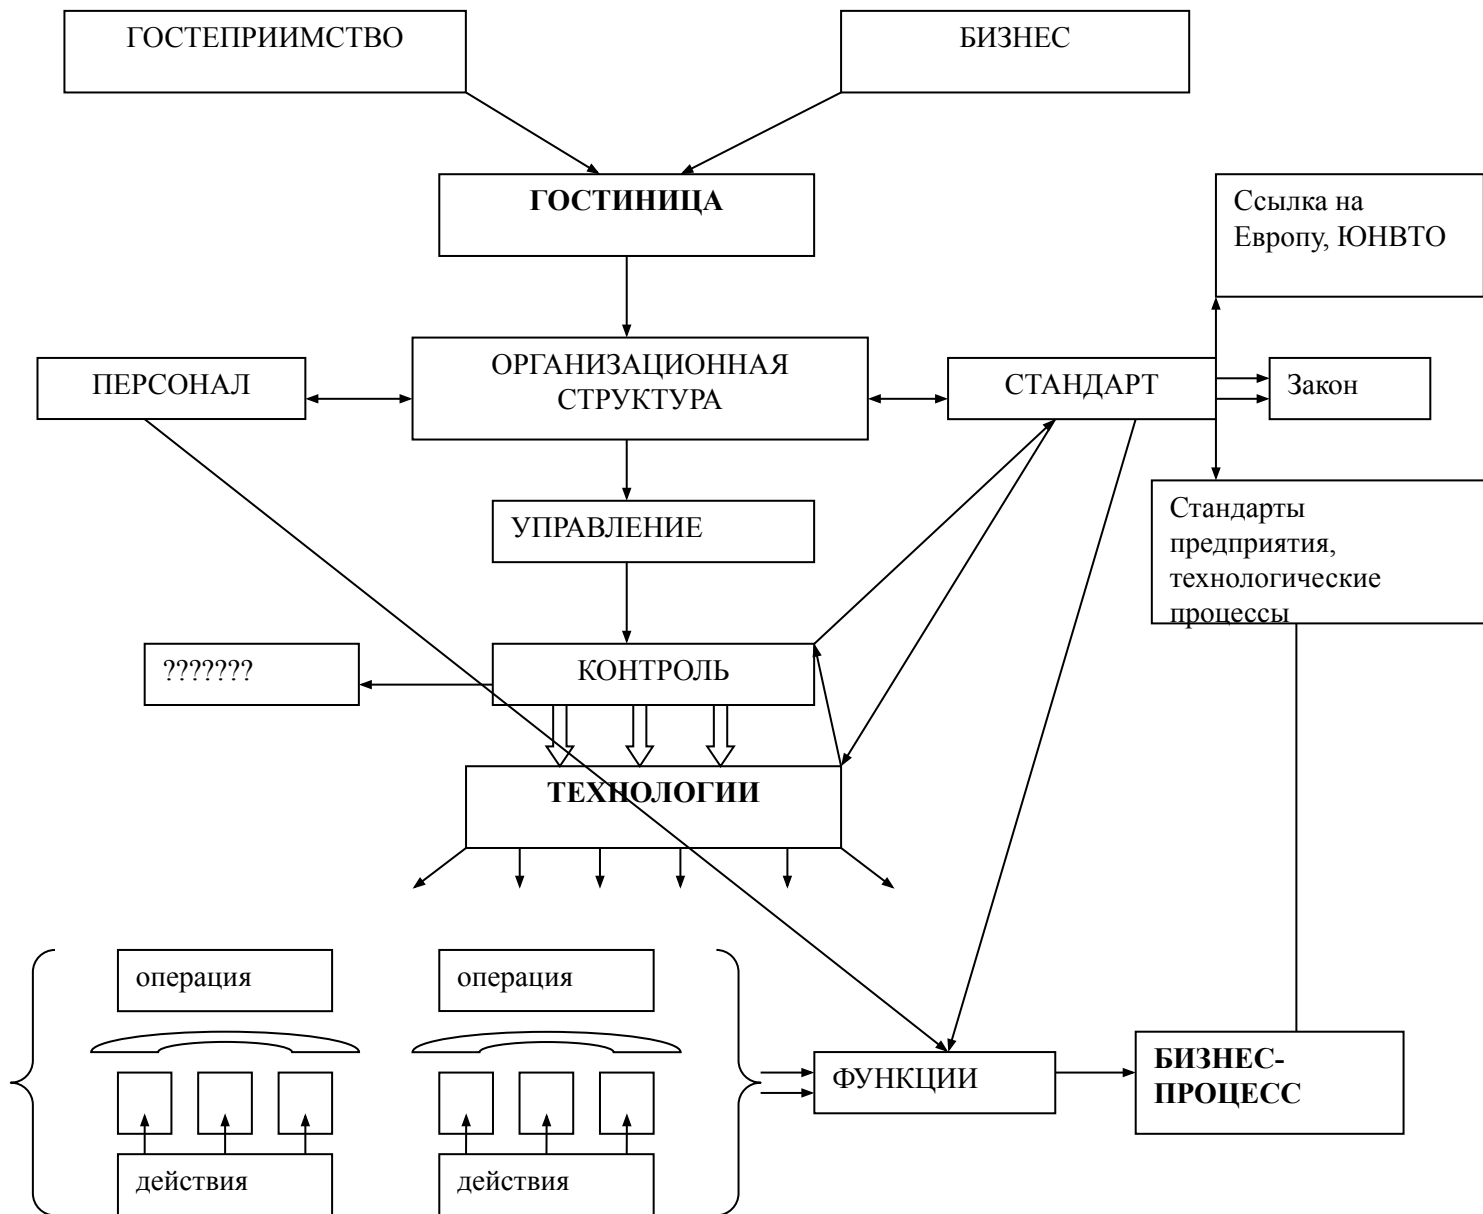 ГОСТЕПРИИМСТВО
БИЗНЕС
ГОСТИНИЦА
Ссылка на
Европу, ЮНВТО
ПЕРСОНАЛ
ОРГАНИЗАЦИОННАЯ
СТРУКТУРА
СТАНДАРТ
Закон
УПРАВЛЕНИЕ
Стандарты
предприятия,
технологические
процессы
???????
КОНТРОЛЬ
ТЕХНОЛОГИИ
операция
операция
ФУНКЦИИ
БИЗНЕС-
ПРОЦЕСС
действия
действия